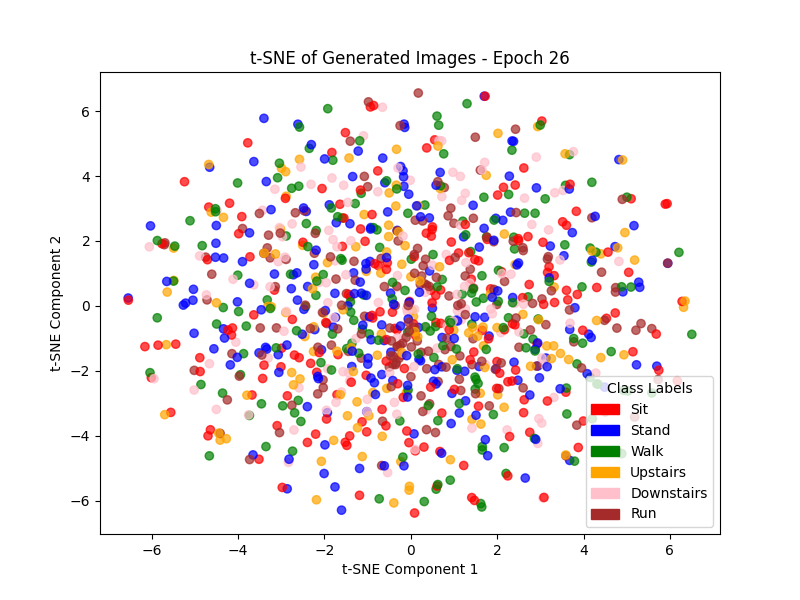 t-SNE of Generated Images - Epoch 26
t-SNE Component 2
6
4
2
0
−2
−4
−6
−6
−4
−2
0
2
4
6
t-SNE Component 1
Class Labels
Sit
Stand
Walk
Upstairs
Downstairs
Run